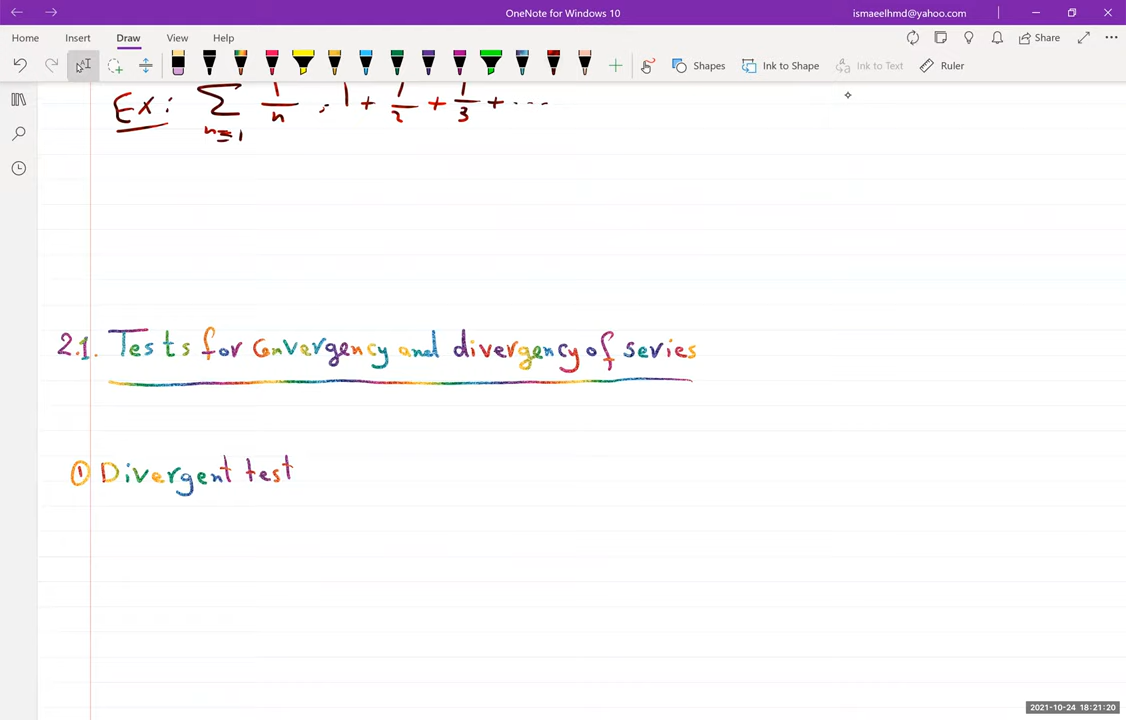 OneNote for Windows 10
ismaeelhmd@yahoo.com
Home Insert Draw View Help
Share
Shapes Ink to Shape Ink to Text Ruler
Ex: ∑ 1/n , 1 + 1/2 + 1/3 + ...
n=1
2.1. Tests for convergency and divergency of series
① Divergent test
2021-10-24 18:21:20